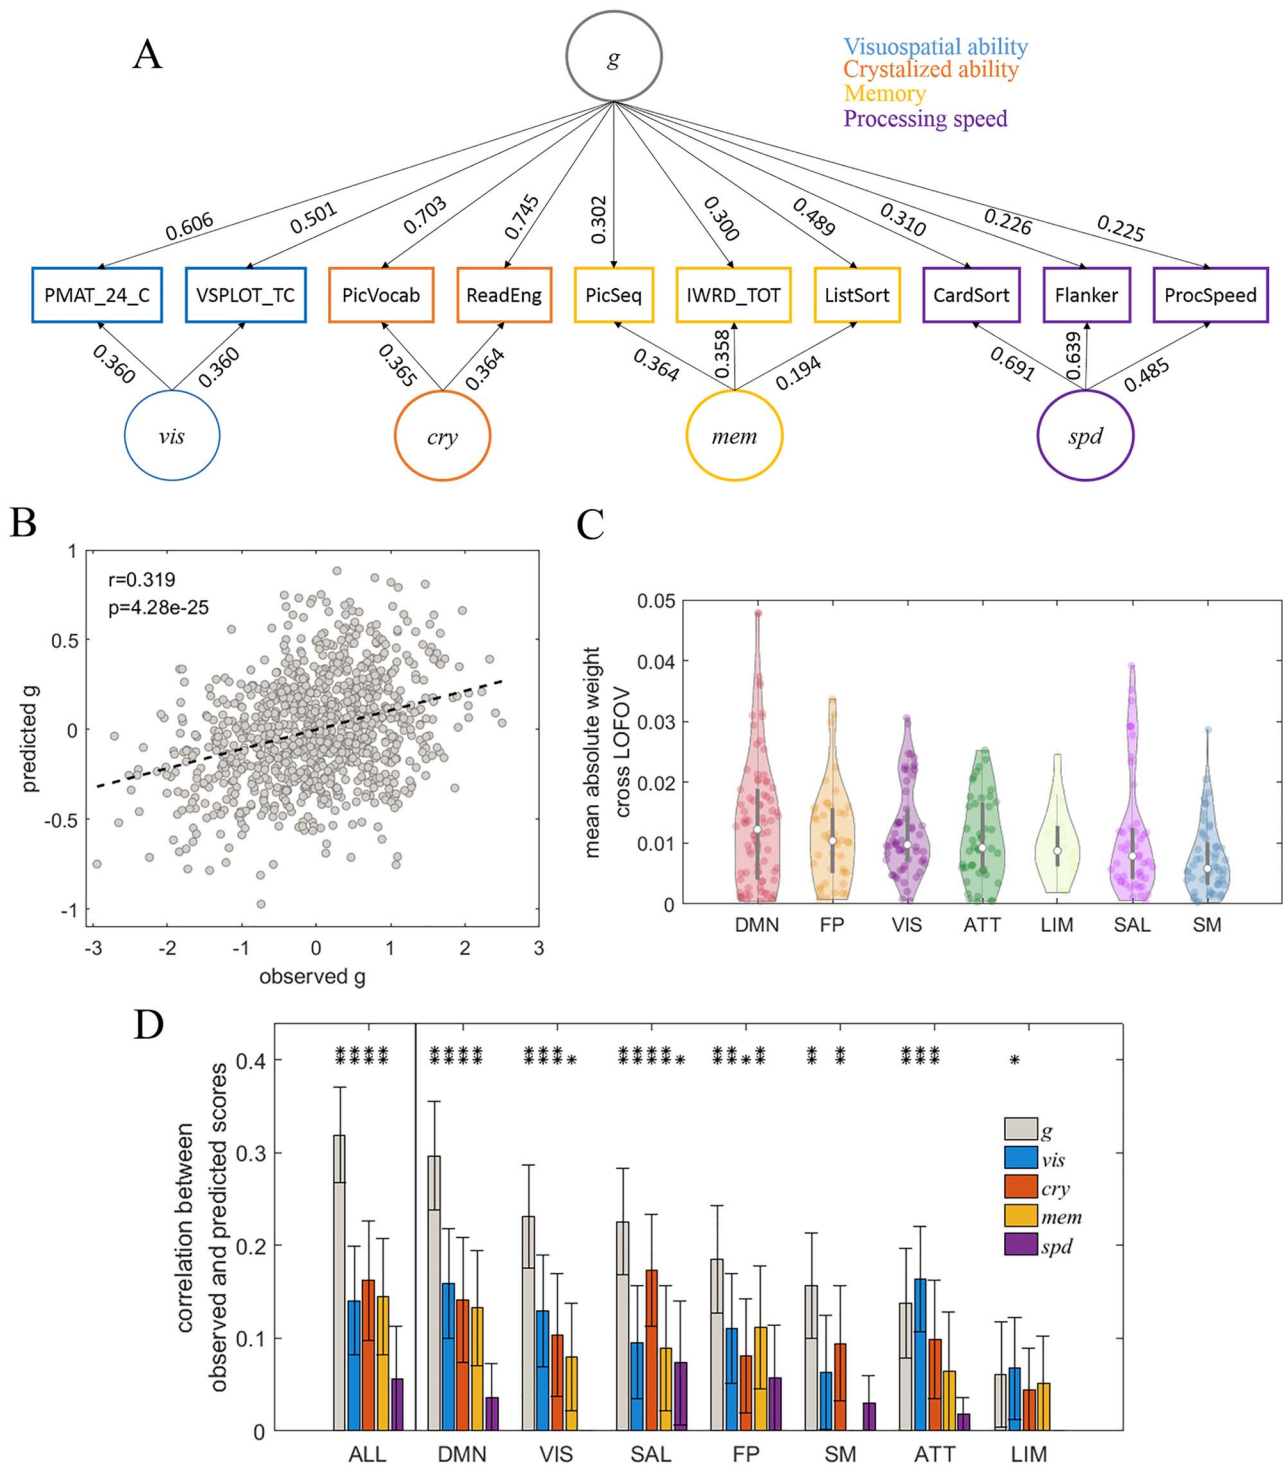 A
g
Visuospatial ability
Crystalized ability
Memory
Processing speed
0.606 0.501 0.703 0.745 0.302 0.300 0.489 0.310 0.226 0.225
PMAT_24_C VSPLOT_TC PicVocab ReadEng PicSeq IWRD_TOT ListSort CardSort Flanker ProcSpeed
0.360 0.360 0.365 0.364 0.364 0.358 0.194 0.691 0.639 0.485
vis cry mem spd
B
r=0.319
p=4.28e-25
1
0.5
0
-0.5
-1
predicted g
-3 -2 -1 0 1 2 3
observed g
C
mean absolute weight
cross LOFOV
0.05
0.04
0.03
0.02
0.01
0
DMN FP VIS ATT LIM SAL SM
D
correlation between
observed and predicted scores
0.4
0.3
0.2
0.1
0
** ** ** ** ** ** ** ** ** ** ** * ** ** ** ** * ** ** * ** ** ** ** ** ** *
g
vis
cry
mem
spd
ALL DMN VIS SAL FP SM ATT LIM